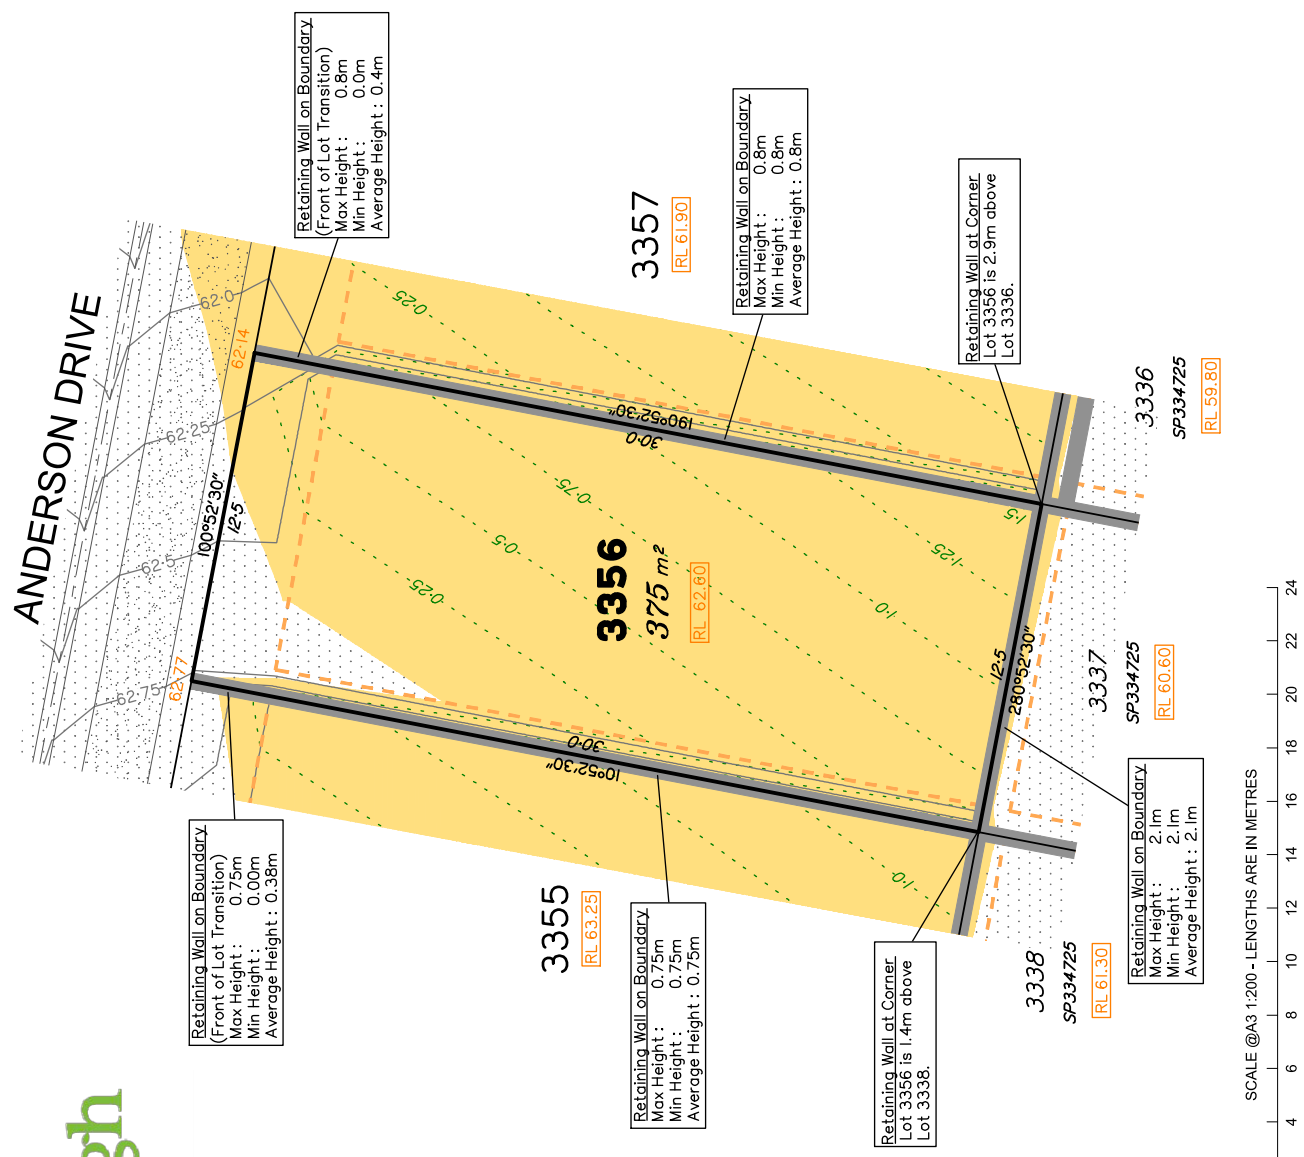 ANDERSON DRIVE
Retaining Wall on Boundary
(Front of Lot Transition)
Max Height : 0.8m
Min Height : 0.0m
Average Height : 0.4m
62·0
62·14
62·25
100°52'30"
12·5
62·5
62·75
62·77
3357
RL 61.90
Retaining Wall on Boundary
Max Height : 0.8m
Min Height : 0.8m
Average Height : 0.8m
0·25
190°52'30"
30·0
0·75
0·5
0·25
3356
375 m²
RL 62.60
1·5
1·25
1·0
Retaining Wall at Corner
Lot 3356 is 2.9m above
Lot 3336.
3336
SP334725
RL 59.80
12·5
280°52'30"
3337
SP334725
RL 60.60
30·0
10°52'30"
Retaining Wall on Boundary
(Front of Lot Transition)
Max Height : 0.75m
Min Height : 0.00m
Average Height : 0.38m
3355
RL 63.25
Retaining Wall on Boundary
Max Height : 0.75m
Min Height : 0.75m
Average Height : 0.75m
1·0
Retaining Wall at Corner
Lot 3356 is 1.4m above
Lot 3338.
3338
SP334725
RL 61.30
Retaining Wall on Boundary
Max Height : 2.1m
Min Height : 2.1m
Average Height : 2.1m
gh
SCALE @A3 1:200 - LENGTHS ARE IN METRES
4 6 8 10 12 14 16 18 20 22 24